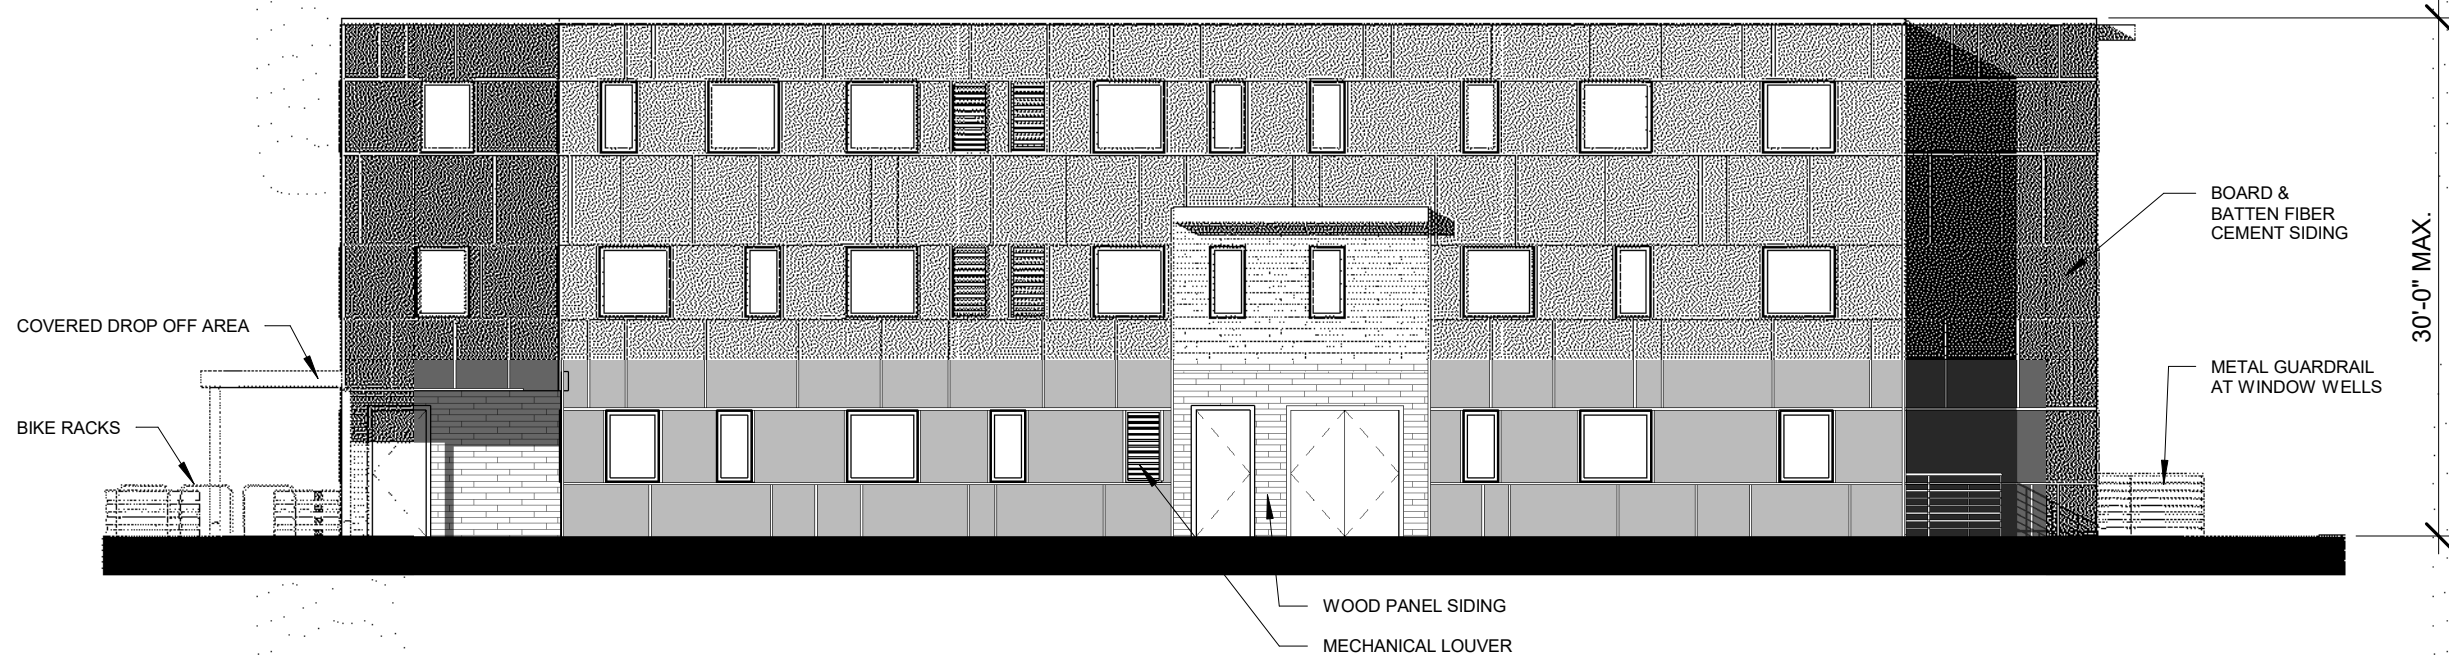 BOARD &
BATTEN FIBER
CEMENT SIDING
30'-0" MAX.
COVERED DROP OFF AREA
METAL GUARDRAIL
AT WINDOW WELLS
BIKE RACKS
WOOD PANEL SIDING
MECHANICAL LOUVER